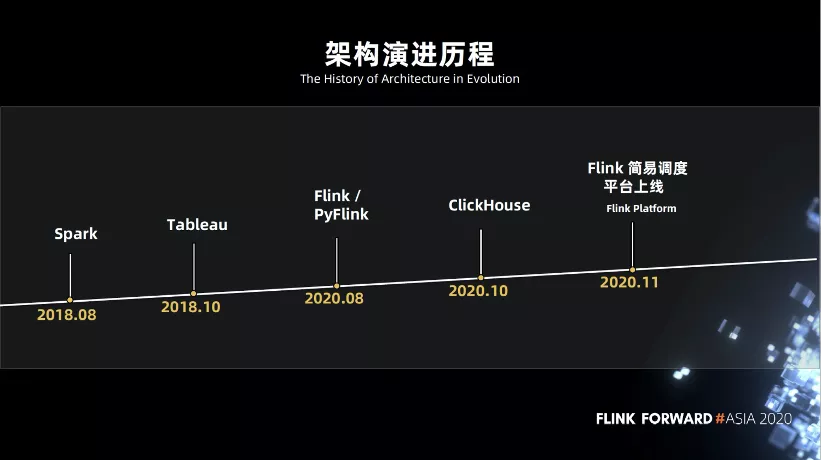 架构演进历程
The History of Architecture in Evolution
Spark
Tableau
Flink /
PyFlink
ClickHouse
Flink 简易调度
平台上线
Flink Platform
2018.08
2018.10
2020.08
2020.10
2020.11
FLINK FORWARD #ASIA 2020